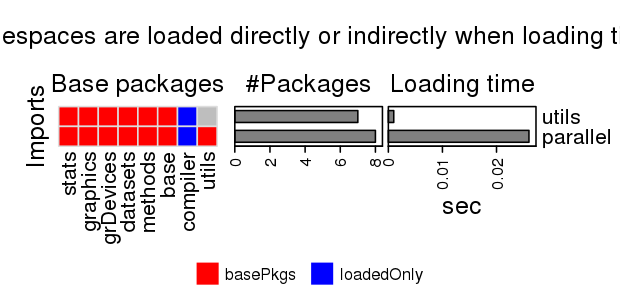 espaces are loaded directly or indirectly when loading
Base packages #Packages Loading time
Imports
utils
parallel
stats graphics grDevices datasets methods base compiler utils
0 2 4 6 8 0 0.01 0.02
sec
basePkgs loadedOnly